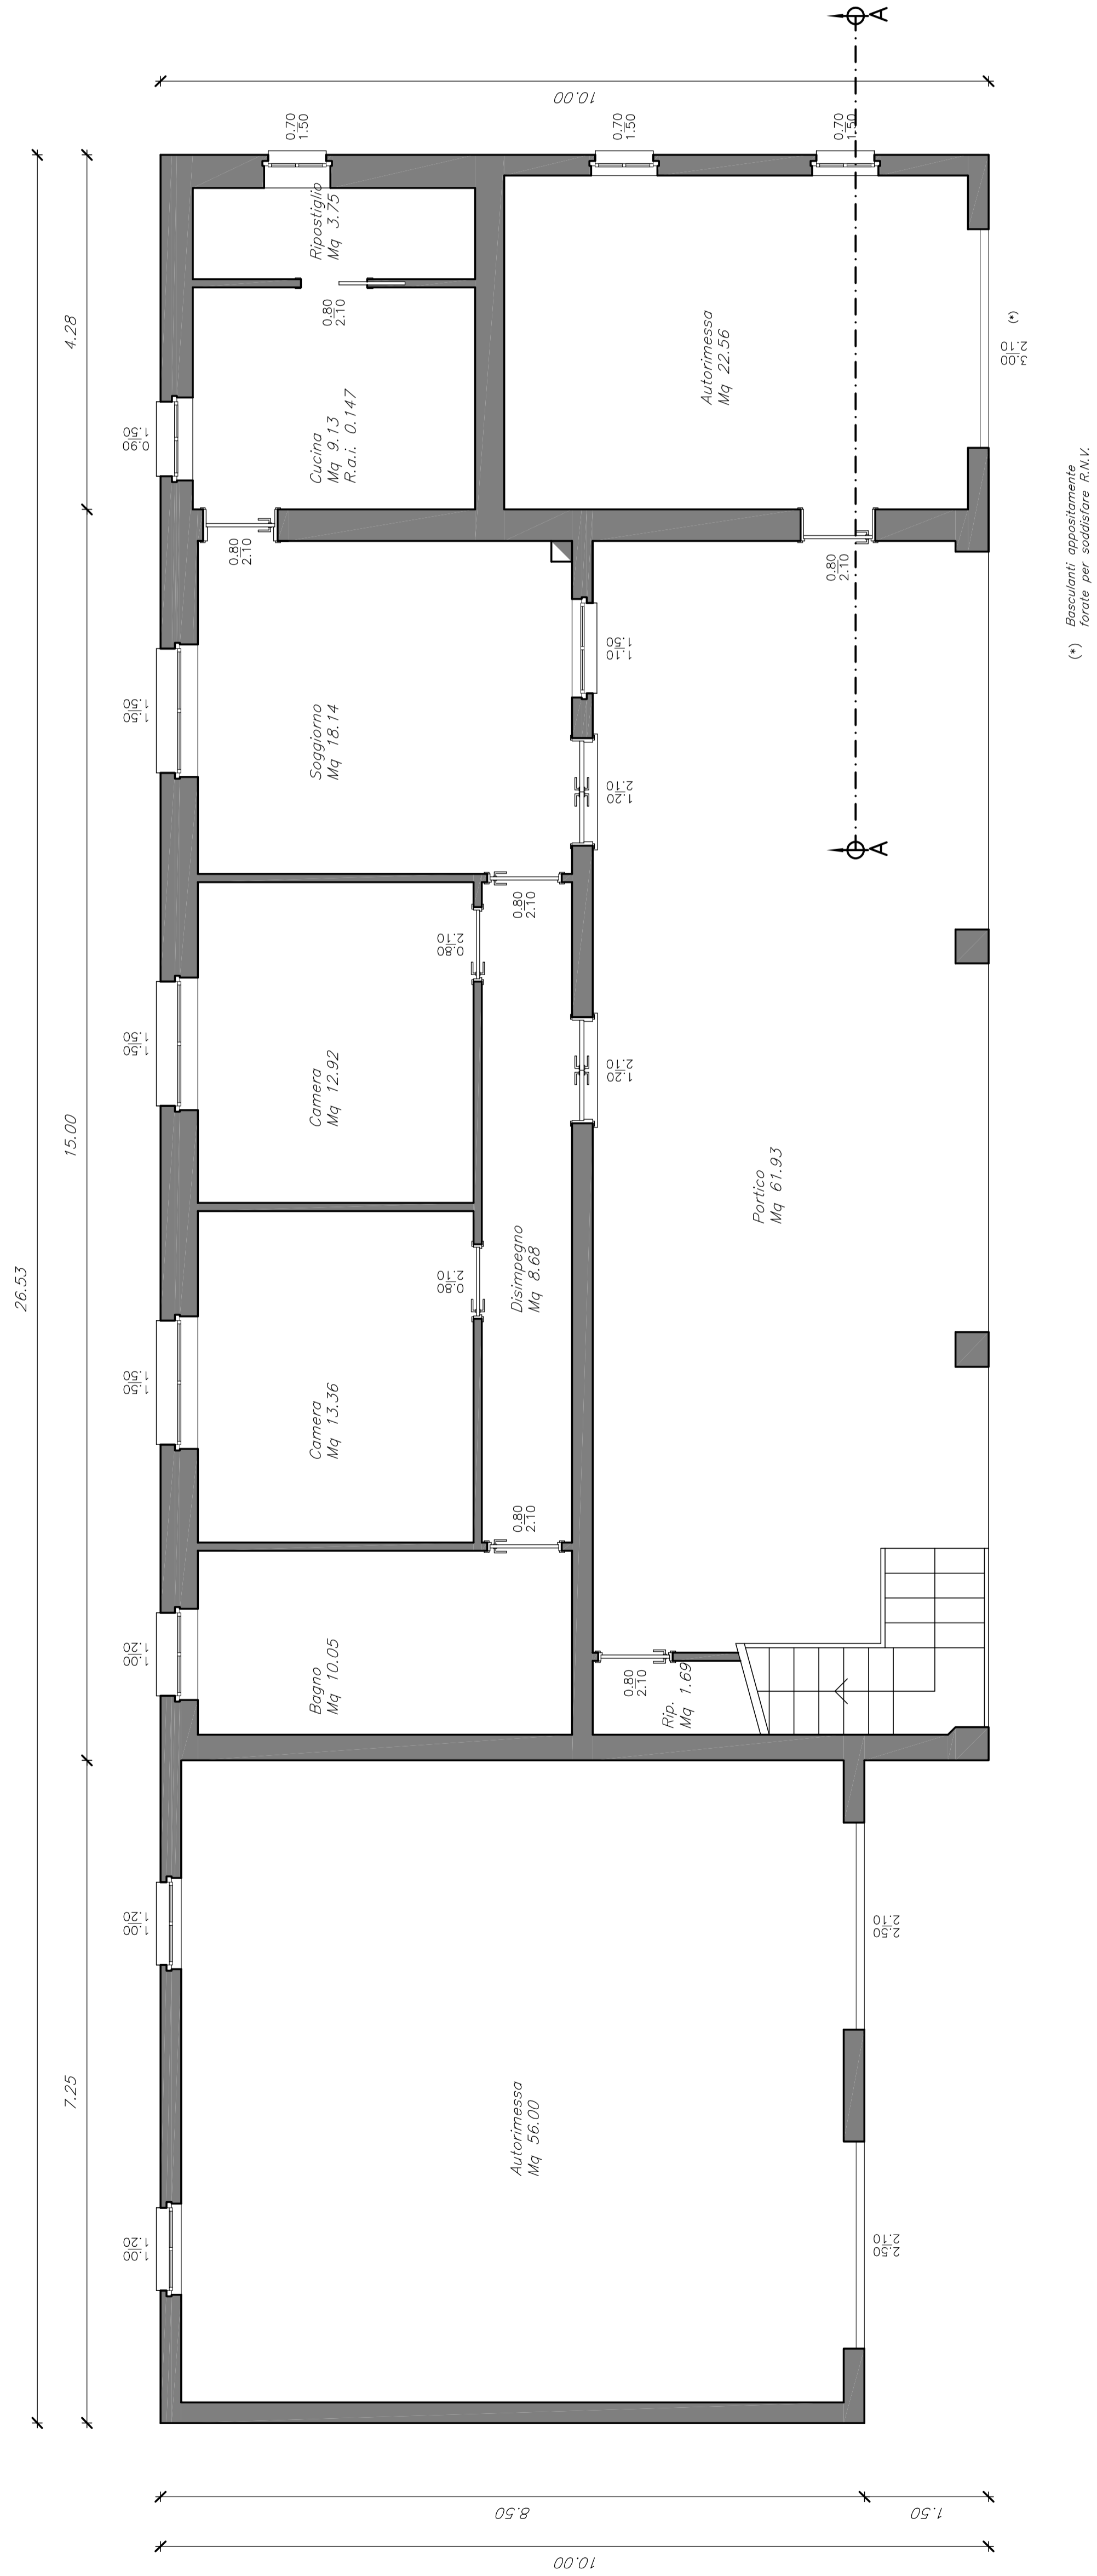 A
10.00
0.70
1.50
0.70
1.50
0.70
1.50
Ripostiglio
Mq 3.75
0.80
2.10
4.28
Autorimessa
Mq 22.56
3.00
2.10
(*)
0.90
1.50
Cucina
Mq 9.13
R.a.i. 0.147
0.80
2.10
0.80
2.10
(*) Basculanti appositamente
forate per soddisfare R.N.V.
1.10
1.50
1.50
1.50
Soggiorno
Mq 18.14
1.20
2.10
A
0.80
2.10
0.80
2.10
1.50
1.50
Camera
Mq 12.92
1.20
2.10
15.00
Portico
Mq 61.93
26.53
Disimpegno
Mq 8.68
0.80
2.10
1.50
1.50
Camera
Mq 13.36
0.80
2.10
1.00
1.20
Bagno
Mq 10.05
0.80
2.10
Rip.
Mq 1.69
1.00
1.20
2.50
2.10
7.25
Autorimessa
Mq 56.00
1.00
1.20
2.50
2.10
8.50
1.50
10.00